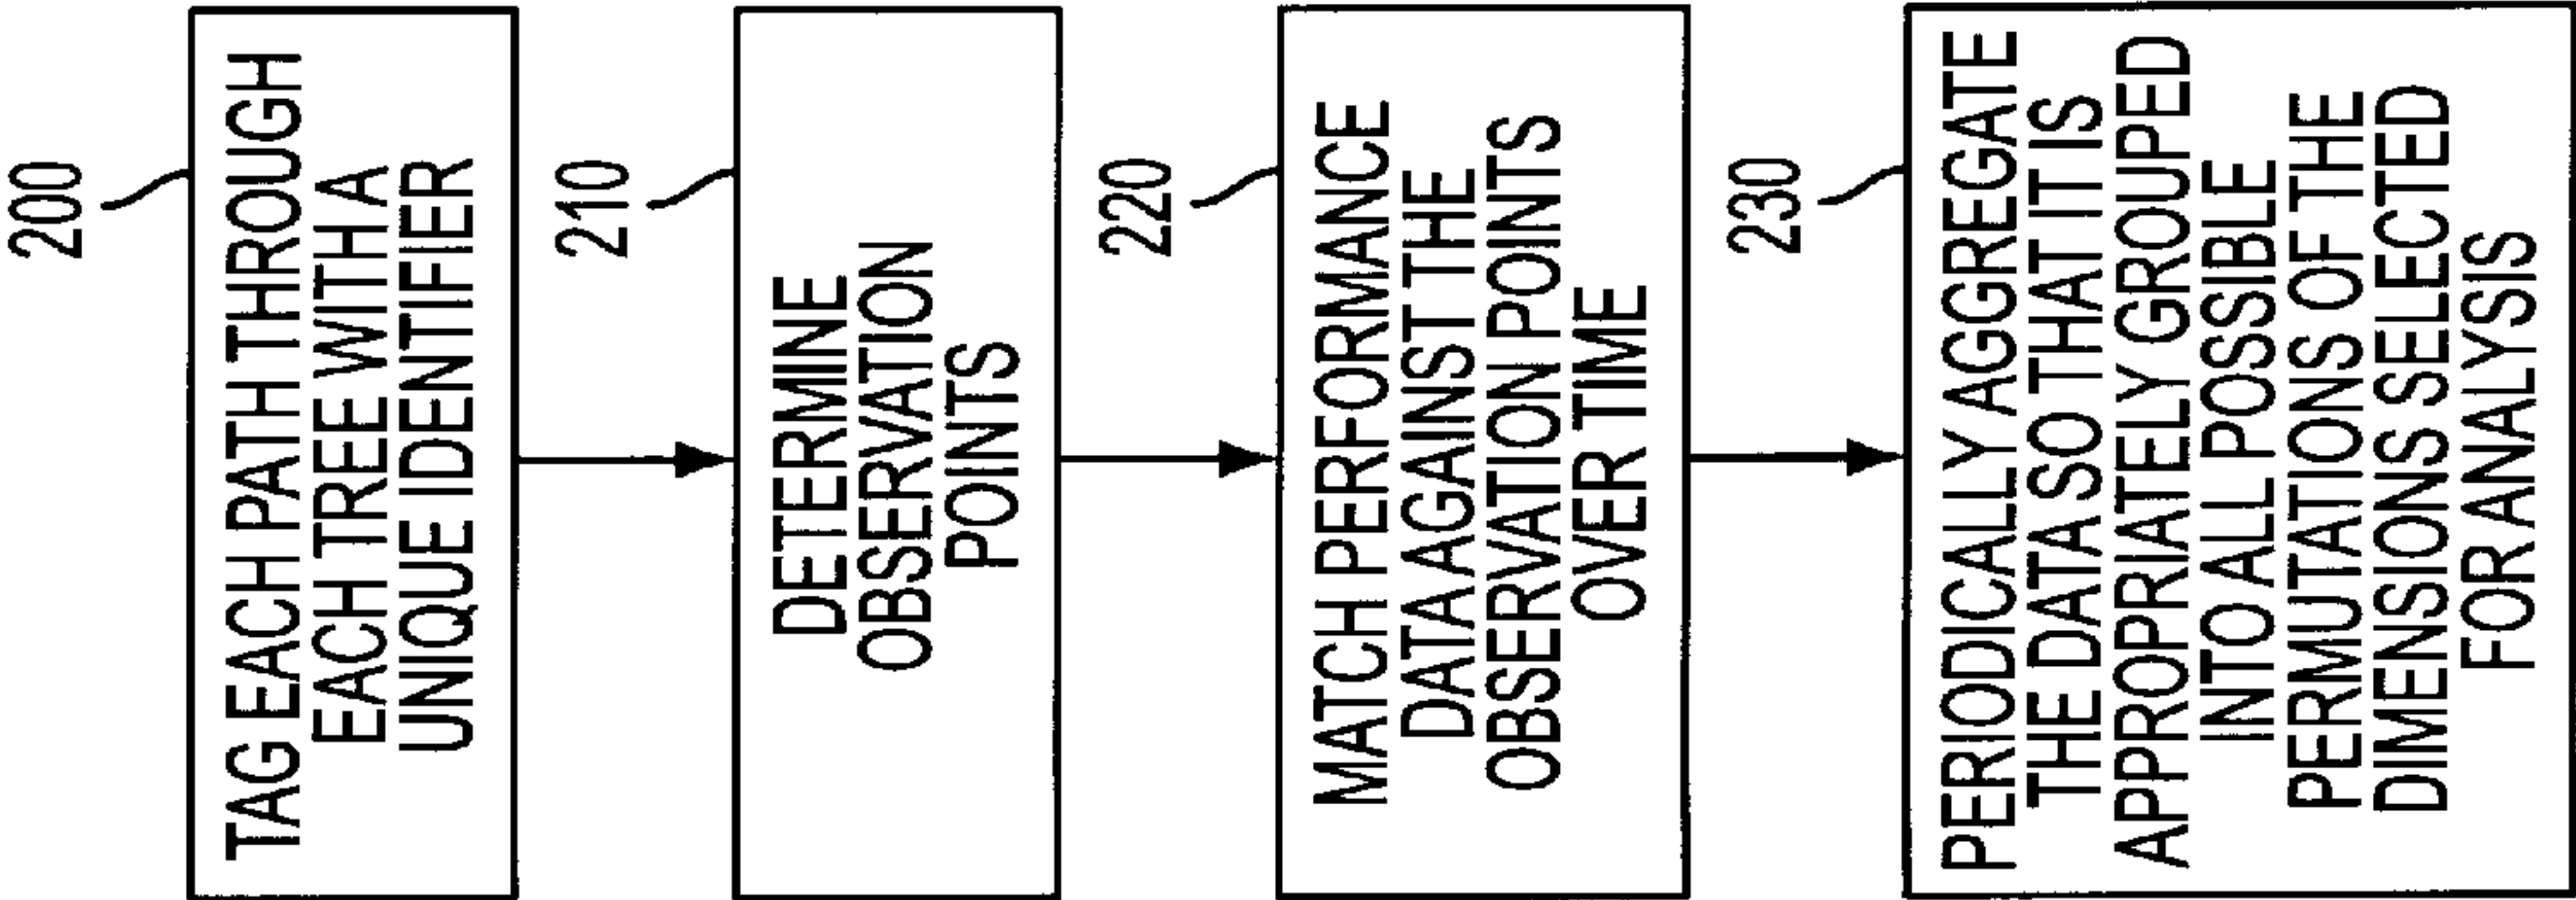 200
TAG EACH PATH THROUGH
EACH TREE WITH A
UNIQUE IDENTIFIER
210
DETERMINE
OBSERVATION
POINTS
220
MATCH PERFORMANCE
DATA AGAINST THE
OBSERVATION POINTS
OVER TIME
230
PERIODICALLY AGGREGATE
THE DATA SO THAT IT IS
APPROPRIATELY GROUPED
INTO ALL POSSIBLE
PERMUTATIONS OF THE
DIMENSIONS SELECTED
FOR ANALYSIS